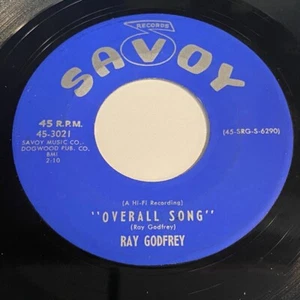 RECORDS
SAVOY
45 R.P.M.
45-3021
SAVOY MUSIC CO.
DOGWOOD PUB. CO.
BMI
2-10
(45-SRG-S-6290)
(A Hi-Fi Recording)
"OVERALL SONG"
(Ray Godfrey)
RAY GODFREY